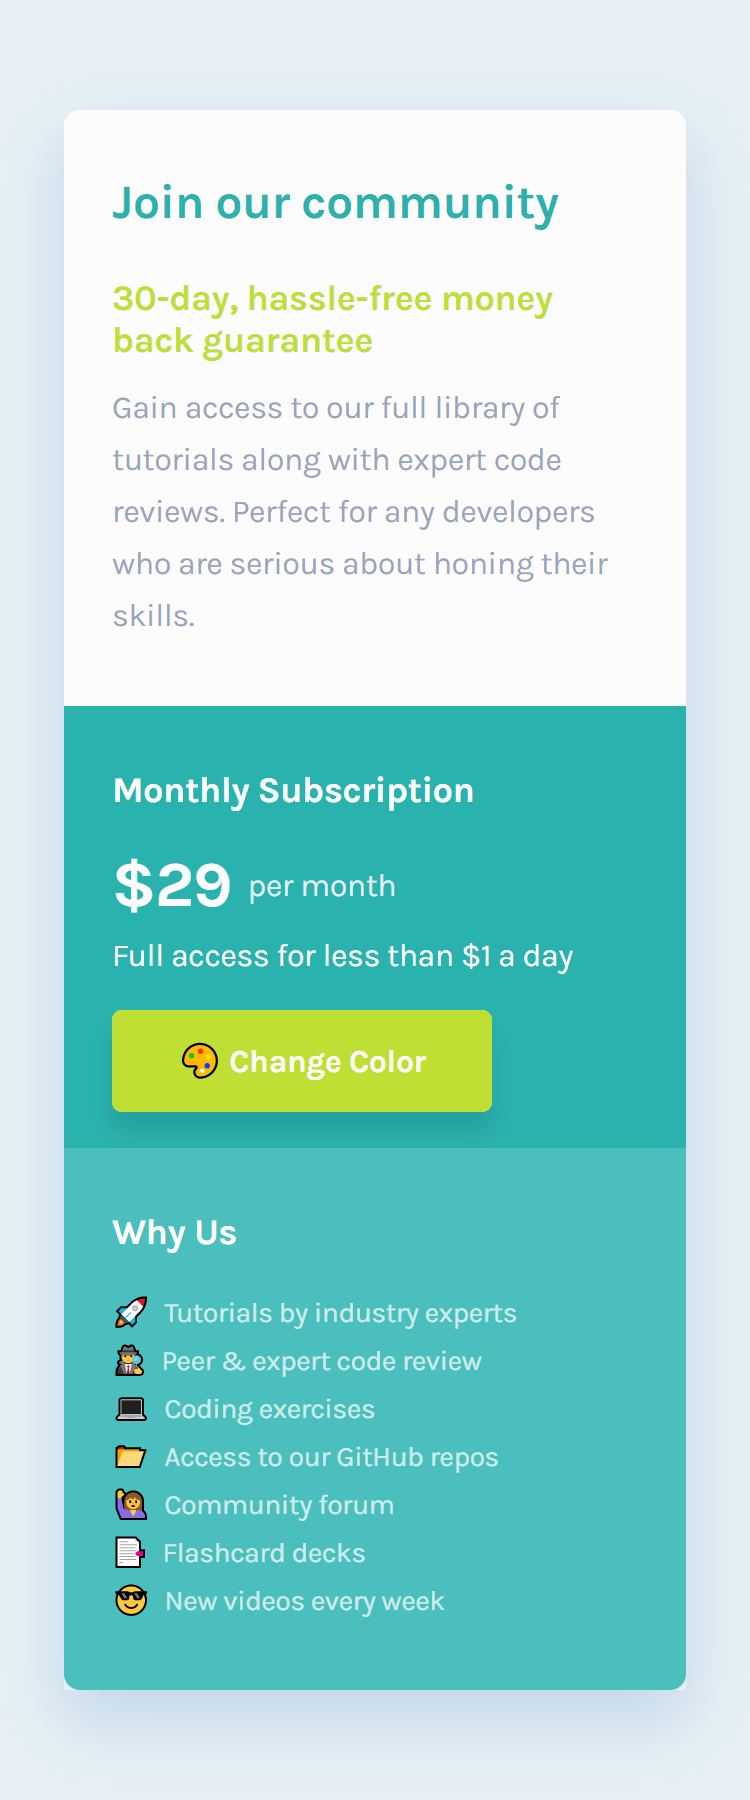 Join our community
30-day, hassle-free money
back guarantee
Gain access to our full library of
tutorials along with expert code
reviews. Perfect for any developers
who are serious about honing their
skills.
Monthly Subscription
$29 per month
Full access for less than $1 a day
🎨 Change Color
Why Us
🚀 Tutorials by industry experts
🕵️ Peer & expert code review
💻 Coding exercises
📂 Access to our GitHub repos
🙋 Community forum
📑 Flashcard decks
😎 New videos every week